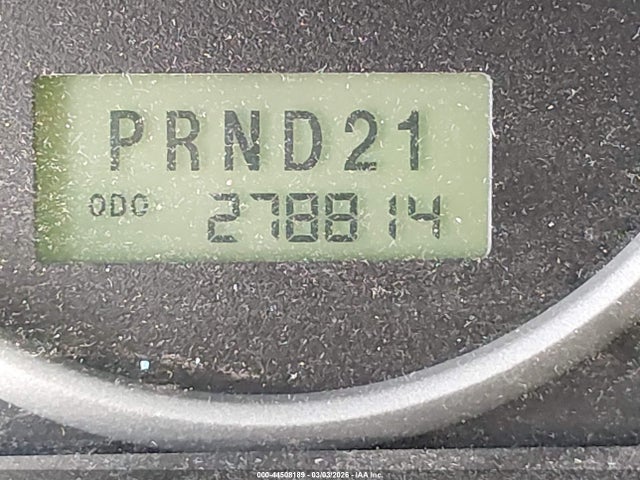 PRND21
ODO 278814
000-44508189 - 03/03/2026 - IAA Inc.